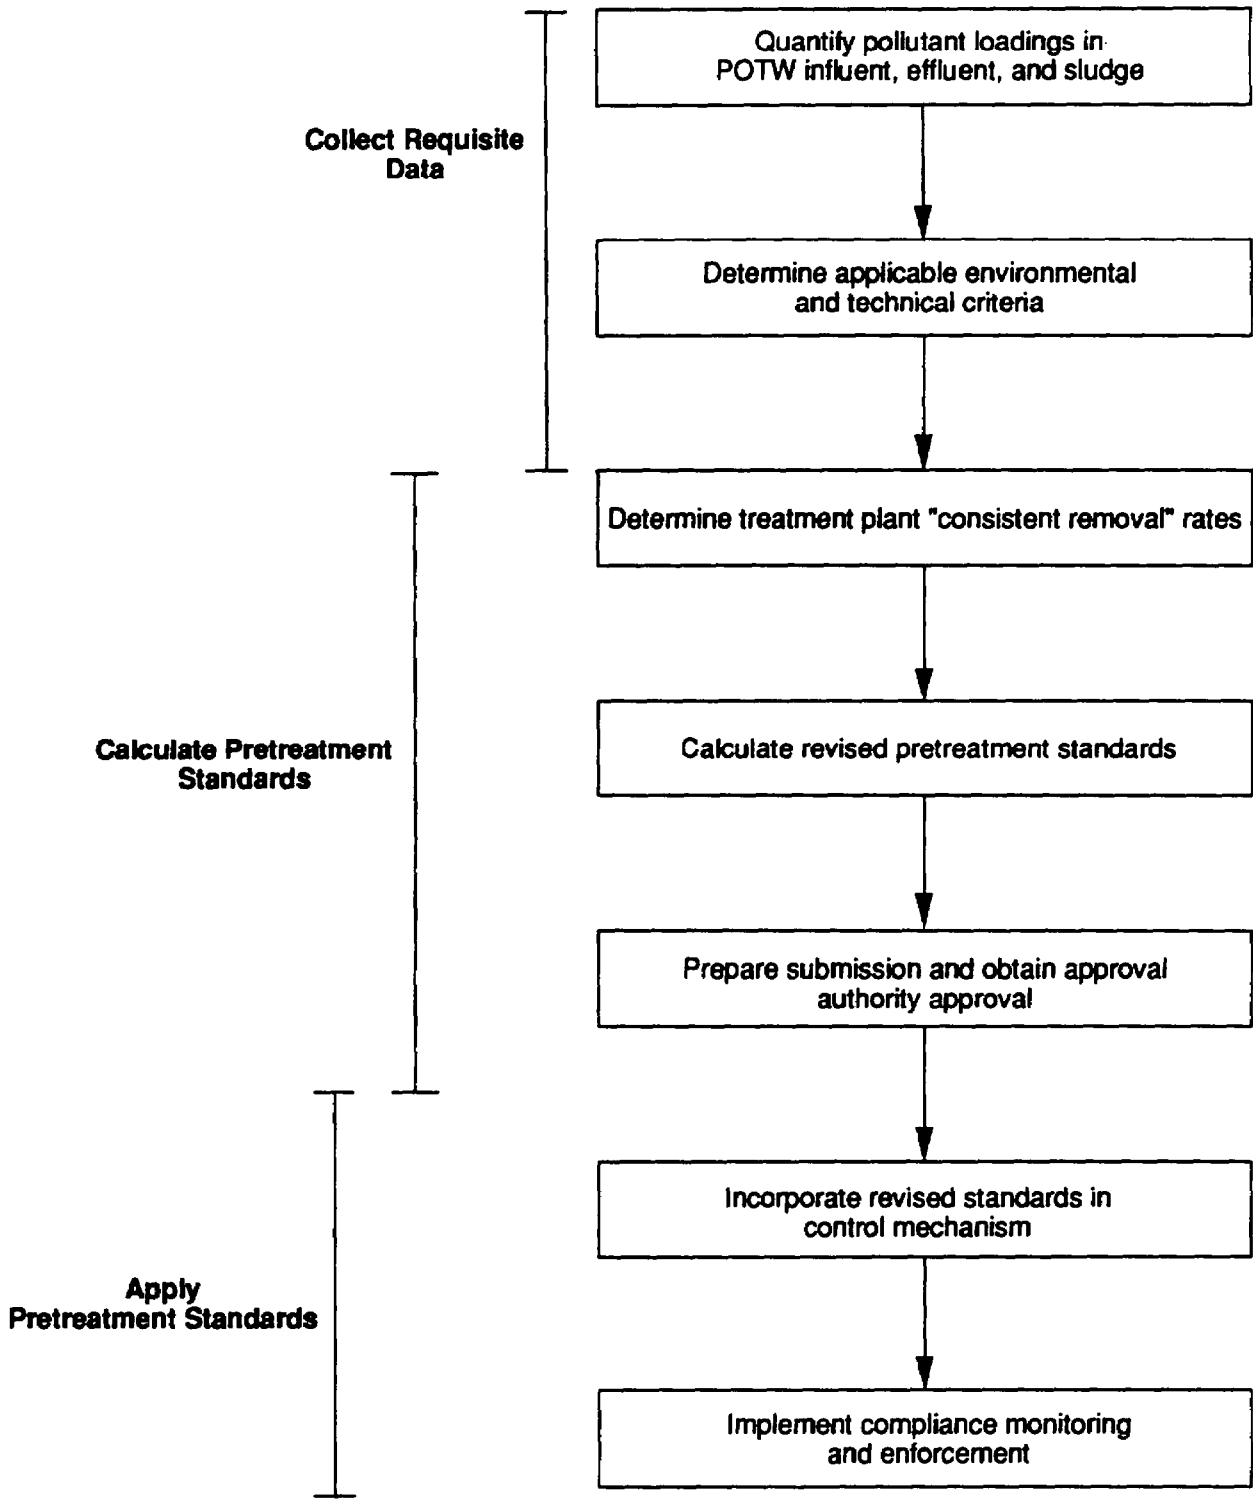 Quantify pollutant loadings in
POTW influent, effluent, and sludge
Collect Requisite
Data
Determine applicable environmental
and technical criteria
Determine treatment plant "consistent removal" rates
Calculate Pretreatment
Standards
Calculate revised pretreatment standards
Prepare submission and obtain approval
authority approval
Incorporate revised standards in
control mechanism
Apply
Pretreatment Standards
Implement compliance monitoring
and enforcement